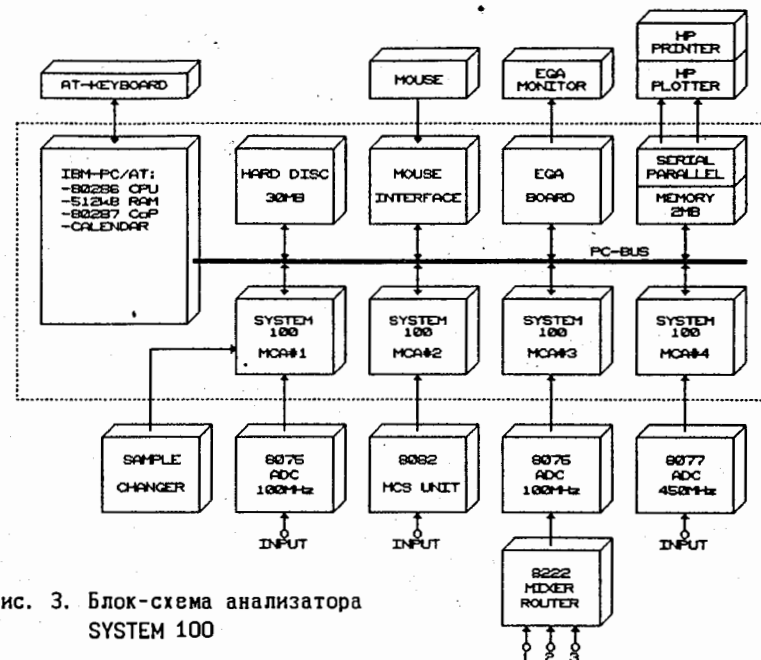 HP
PRINTER
AT-KEYBOARD
MOUSE
EGA
MONITOR
HP
PLOTTER
IBM-PC/AT:
-80286 CPU
-512kB RAM
-80287 CoP
-CALENDAR
HARD DISC
30MB
MOUSE
INTERFACE
EGA
BOARD
SERIAL
PARALLEL
MEMORY
2MB
PC-BUS
SYSTEM
100
MCA#1
SYSTEM
100
MCA#2
SYSTEM
100
MCA#3
SYSTEM
100
MCA#4
SAMPLE
CHANGER
8075
ADC
100MHz
8082
MCS UNIT
8076
ADC
100MHz
8077
ADC
450MHz
INPUT
INPUT
INPUT
8222
MIXER
ROUTER
1 2 3
ис. 3. Блок-схема анализатора
SYSTEM 100